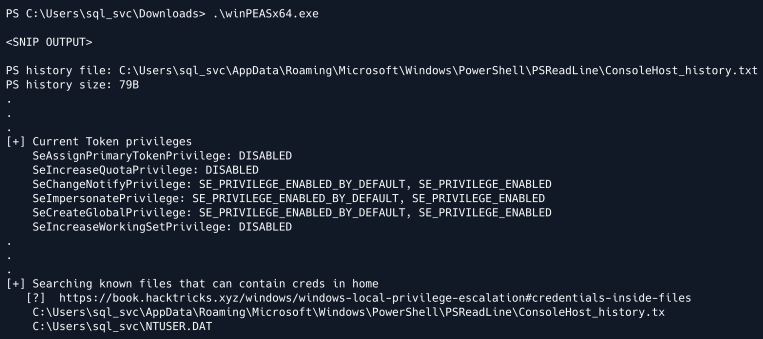 PS C:\Users\sql_svc\Downloads> .\winPEASx64.exe
<SNIP OUTPUT>
PS history file: C:\Users\sql_svc\AppData\Roaming\Microsoft\Windows\PowerShell\PSReadLine\ConsoleHost_history.txt
PS history size: 79B
.
.
.
[+] Current Token privileges
SeAssignPrimaryTokenPrivilege: DISABLED
SeIncreaseQuotaPrivilege: DISABLED
SeChangeNotifyPrivilege: SE_PRIVILEGE_ENABLED_BY_DEFAULT, SE_PRIVILEGE_ENABLED
SeImpersonatePrivilege: SE_PRIVILEGE_ENABLED_BY_DEFAULT, SE_PRIVILEGE_ENABLED
SeCreateGlobalPrivilege: SE_PRIVILEGE_ENABLED_BY_DEFAULT, SE_PRIVILEGE_ENABLED
SeIncreaseWorkingSetPrivilege: DISABLED
.
.
.
[+] Searching known files that can contain creds in home
[?] https://book.hacktricks.xyz/windows/windows-local-privilege-escalation#credentials-inside-files
C:\Users\sql_svc\AppData\Roaming\Microsoft\Windows\PowerShell\PSReadLine\ConsoleHost_history.tx
C:\Users\sql_svc\NTUSER.DAT